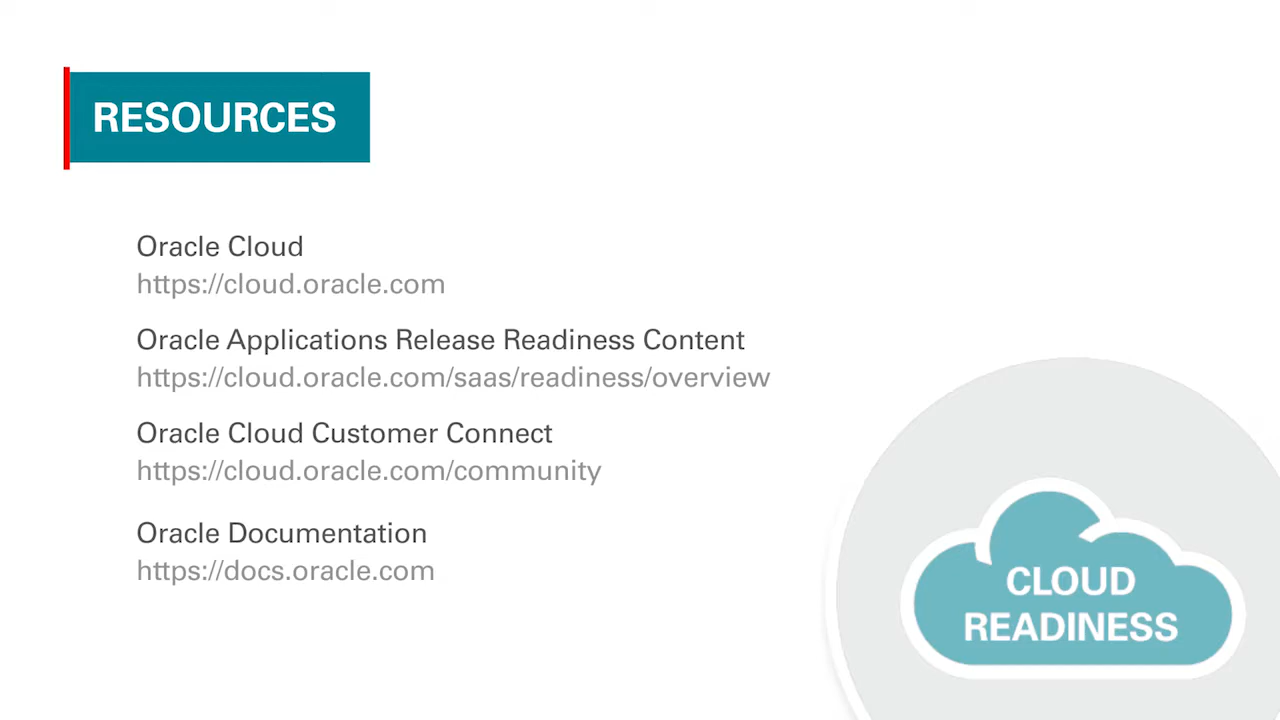 RESOURCES
Oracle Cloud
https://cloud.oracle.com
Oracle Applications Release Readiness Content
https://cloud.oracle.com/saas/readiness/overview
Oracle Cloud Customer Connect
https://cloud.oracle.com/community
Oracle Documentation
https://docs.oracle.com
CLOUD
READINESS